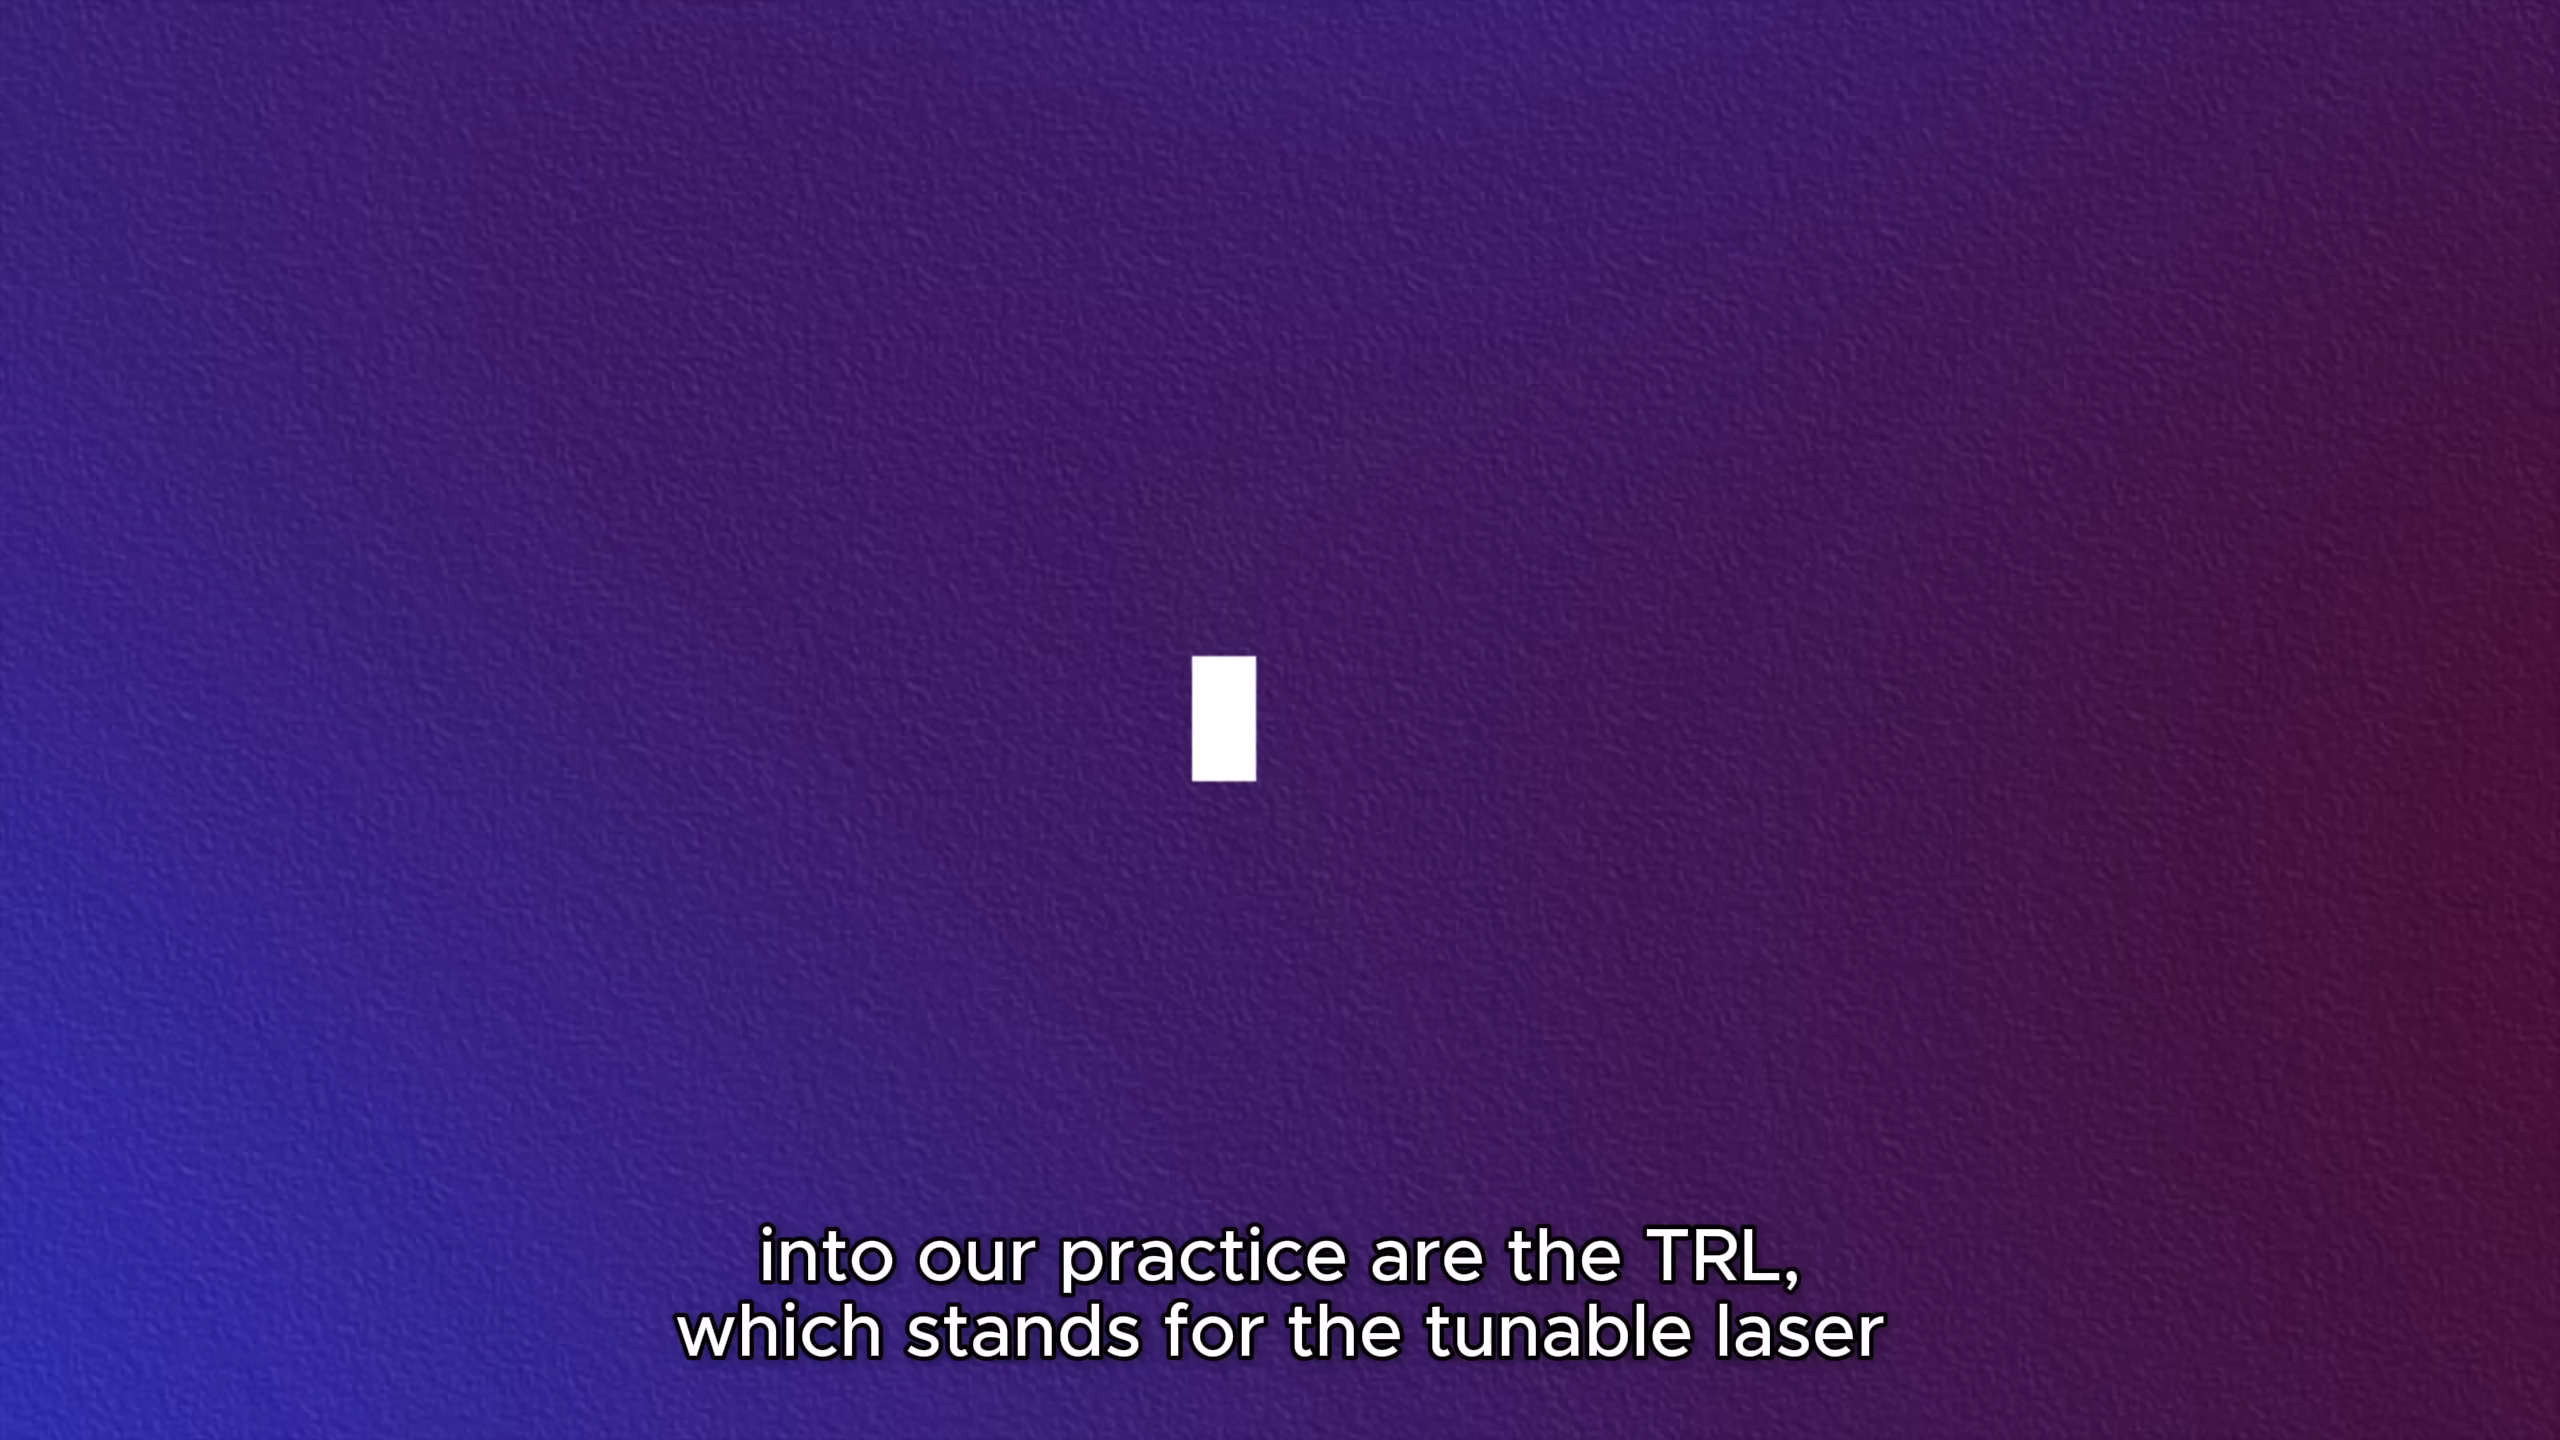 into our practice are the TRL,
which stands for the tunable laser